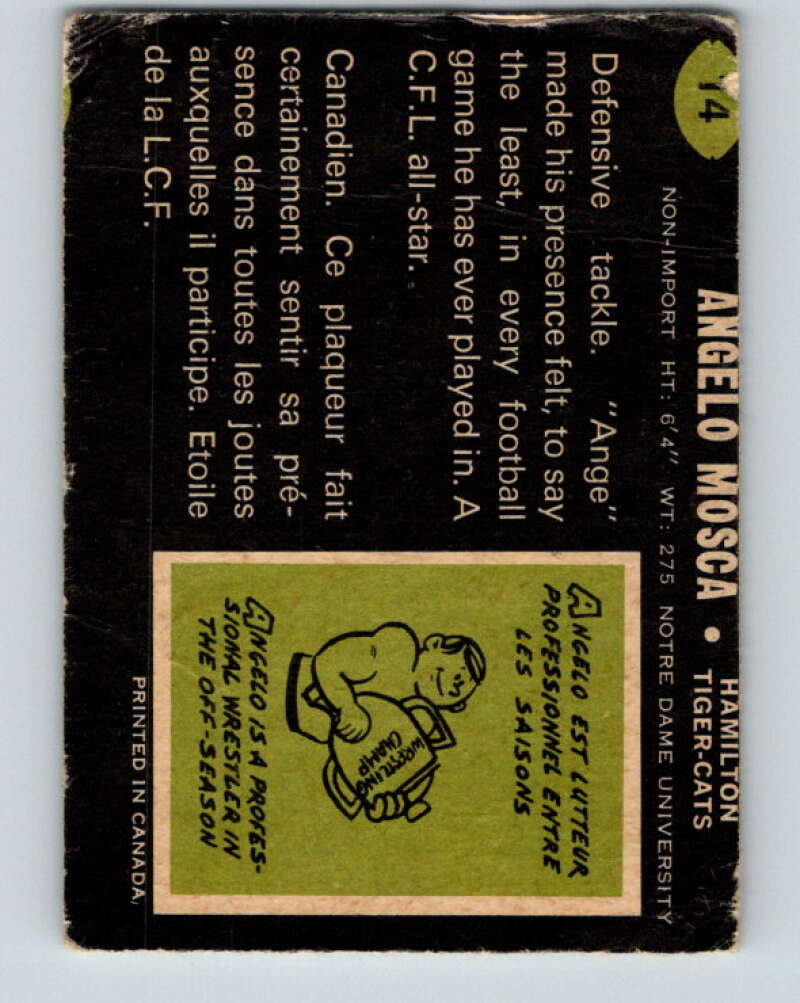 14
ANGELO MOSCA • HAMILTON
TIGER-CATS
NON-IMPORT HT: 6'4" WT: 275 NOTRE DAME UNIVERSITY
Defensive tackle. "Ange"
made his presence felt, to say
the least, in every football
game he has ever played in. A
C.F.L. all-star.
Canadien. Ce plaqueur fait
certainement sentir sa pré-
sence dans toutes les joutes
auxquelles il participe. Etoile
de la L.C.F.
ANGELO EST LUTTEUR
PROFESSIONNEL ENTRE
LES SAISONS
WRESTLING
CHAMP
ANGELO IS A PROFES-
SIONAL WRESTLER IN
THE OFF-SEASON
PRINTED IN CANADA